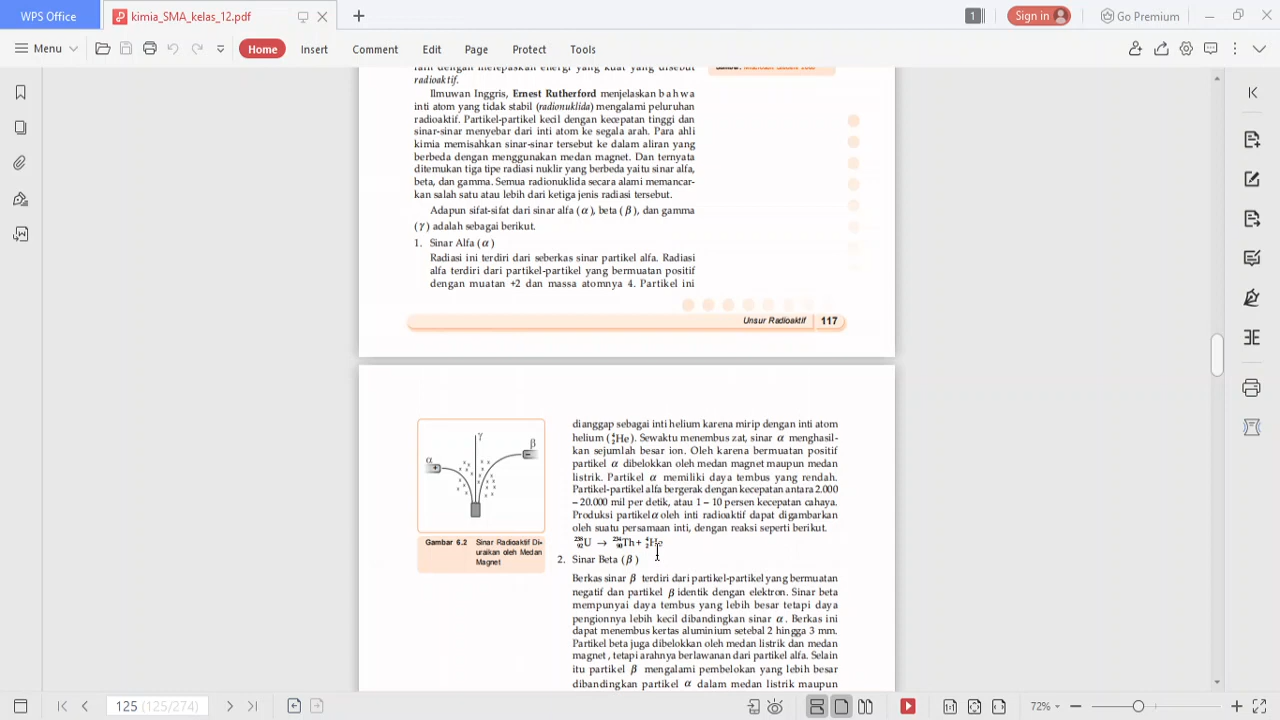 WPS Office
kimia_SMA_kelas_12.pdf
1
Sign in
Go Premium
Menu
Home
Insert
Comment
Edit
Page
Protect
Tools
dengan melepaskan energi yang kuat yang disebut
radioaktif.
Ilmuwan Inggris, Ernest Rutherford menjelaskan bahwa
inti atom yang tidak stabil (radionuklida) mengalami peluruhan
radioaktif. Partikel-partikel kecil dengan kecepatan tinggi dan
sinar-sinar menyebar dari inti atom ke segala arah. Para ahli
kimia memisahkan sinar-sinar tersebut ke dalam aliran yang
berbeda dengan menggunakan medan magnet. Dan ternyata
ditemukan tiga tipe radiasi nuklir yang berbeda yaitu sinar alfa,
beta, dan gamma. Semua radionuklida secara alami memancar-
kan salah satu atau lebih dari ketiga jenis radiasi tersebut.
Adapun sifat-sifat dari sinar alfa (α), beta (β), dan gamma
(γ) adalah sebagai berikut.
1. Sinar Alfa (α)
Radiasi ini terdiri dari seberkas sinar partikel alfa. Radiasi
alfa terdiri dari partikel-partikel yang bermuatan positif
dengan muatan +2 dan massa atomnya 4. Partikel ini
Unsur Radioaktif 117
γ
β
α
+
−
Gambar 6.2 Sinar Radioaktif Di-
uraikan oleh Medan
Magnet
dianggap sebagai inti helium karena mirip dengan inti atom
helium (⁴₂He). Sewaktu menembus zat, sinar α menghasil-
kan sejumlah besar ion. Oleh karena bermuatan positif
partikel α dibelokkan oleh medan magnet maupun medan
listrik. Partikel α memiliki daya tembus yang rendah.
Partikel-partikel alfa bergerak dengan kecepatan antara 2.000
– 20.000 mil per detik, atau 1 – 10 persen kecepatan cahaya.
Produksi partikel α oleh inti radioaktif dapat digambarkan
oleh suatu persamaan inti, dengan reaksi seperti berikut.
²³⁸₉₂U → ²³⁴₉₀Th + ⁴₂He
2. Sinar Beta (β)
Berkas sinar β terdiri dari partikel-partikel yang bermuatan
negatif dan partikel β identik dengan elektron. Sinar beta
mempunyai daya tembus yang lebih besar tetapi daya
pengionnya lebih kecil dibandingkan sinar α. Berkas ini
dapat menembus kertas aluminium setebal 2 hingga 3 mm.
Partikel beta juga dibelokkan oleh medan listrik dan medan
magnet , tetapi arahnya berlawanan dari partikel alfa. Selain
itu partikel β mengalami pembelokan yang lebih besar
dibandingkan partikel α dalam medan listrik maupun
125 (125/274)
72%